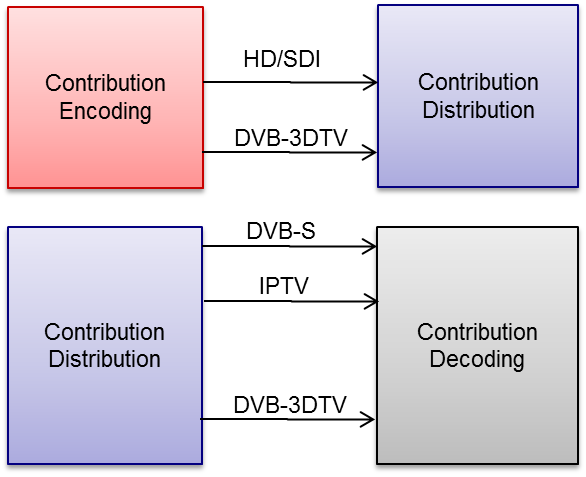 Contribution
Encoding
HD/SDI
DVB-3DTV
Contribution
Distribution
Contribution
Distribution
DVB-S
IPTV
DVB-3DTV
Contribution
Decoding